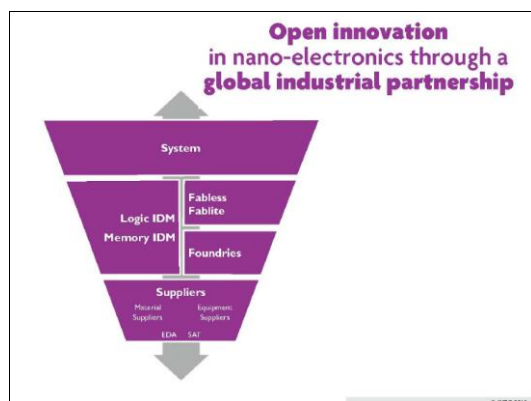 Open innovation
in nano-electronics through a
global industrial partnership
System
Logic IDM
Memory IDM
Fabless
Fablite
Foundries
Suppliers
Material
Suppliers
Equipment
Suppliers
EDA SAT